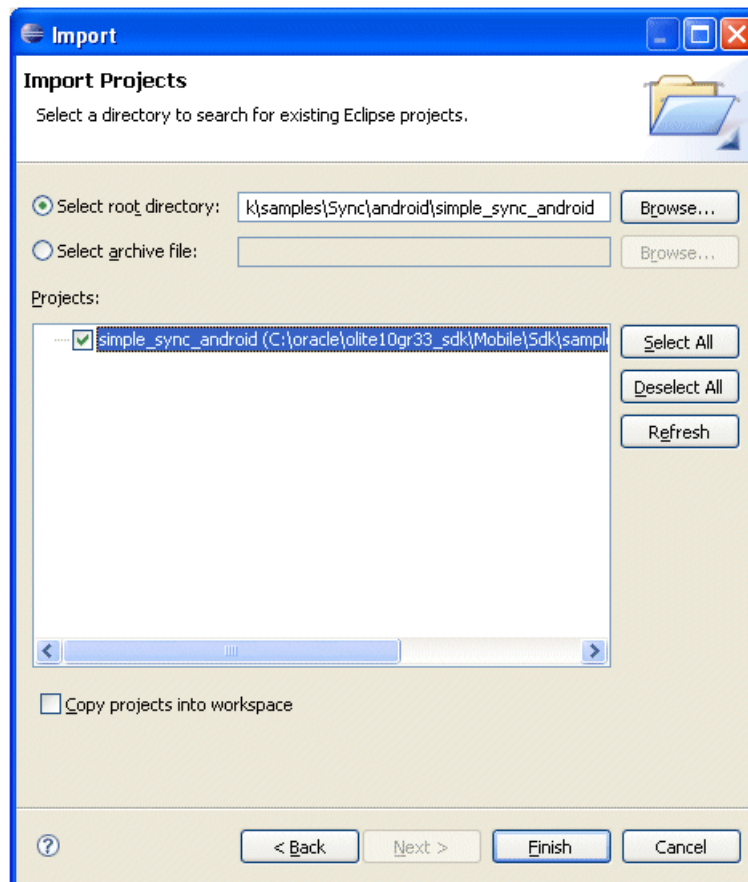 Import
Import Projects
Select a directory to search for existing Eclipse projects.
Select root directory: k\samples\Sync\android\simple_sync_android Browse...
Select archive file: Browse...
Projects:
simple_sync_android (C:\oracle\olite10gr33_sdk\Mobile\Sdk\sampl
Select All
Deselect All
Refresh
Copy projects into workspace
? < Back Next > Finish Cancel